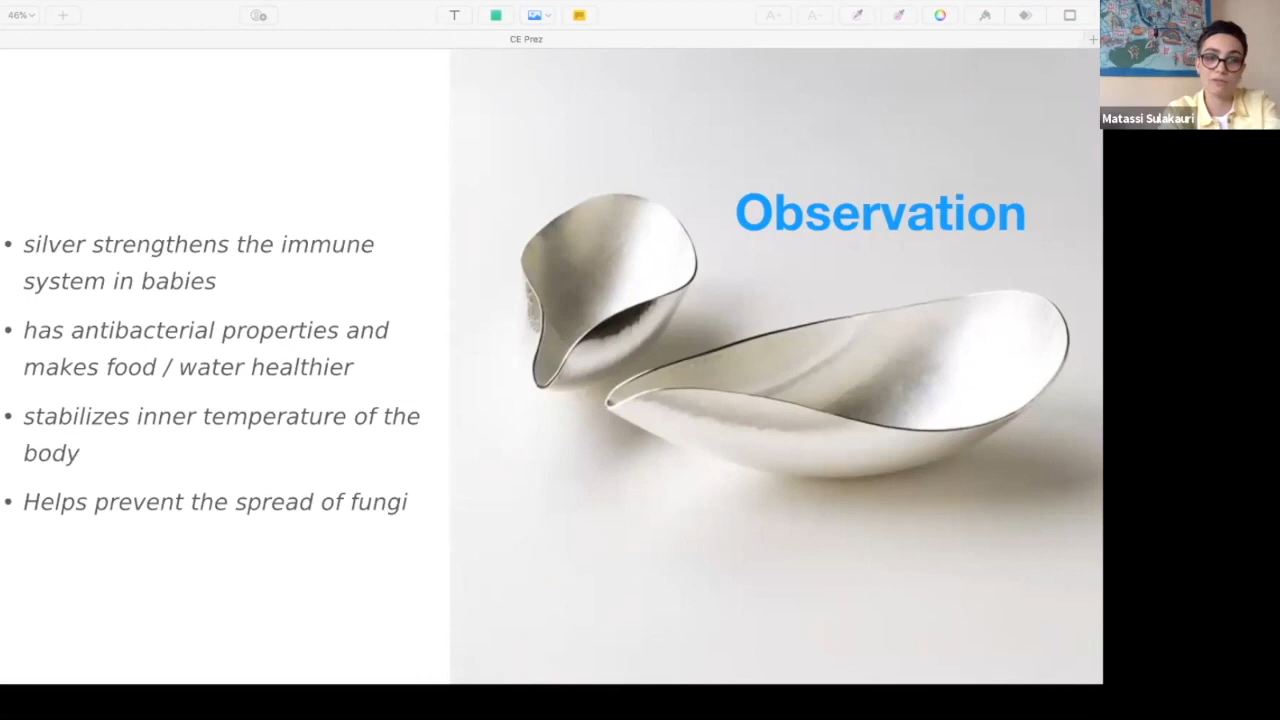 46%
CE Prez
Matassi Sulakauri
Observation
• silver strengthens the immune
system in babies
• has antibacterial properties and
makes food / water healthier
• stabilizes inner temperature of the
body
• Helps prevent the spread of fungi